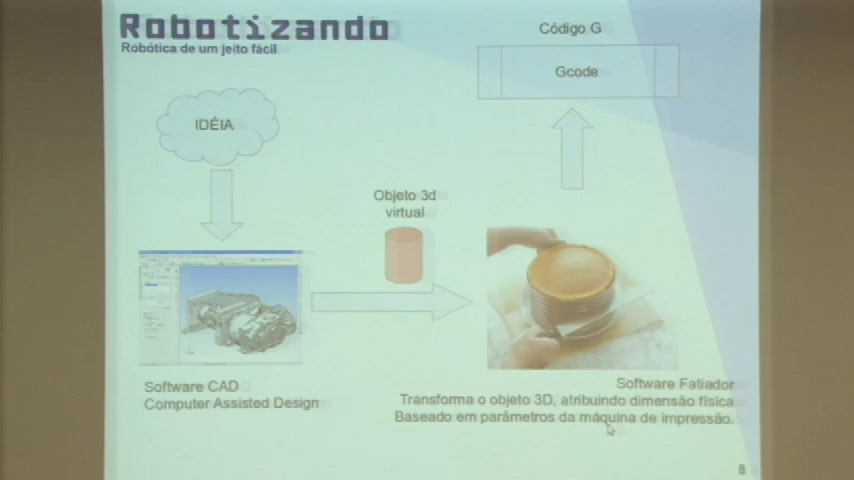 Robotizando
Robótica de um jeito fácil
Código G
Gcode
IDÉIA
Objeto 3d
virtual
Software CAD
Computer Assisted Design
Software Fatiador
Transforma o objeto 3D, atribuindo dimensão física
Baseado em parâmetros da máquina de impressão.
8